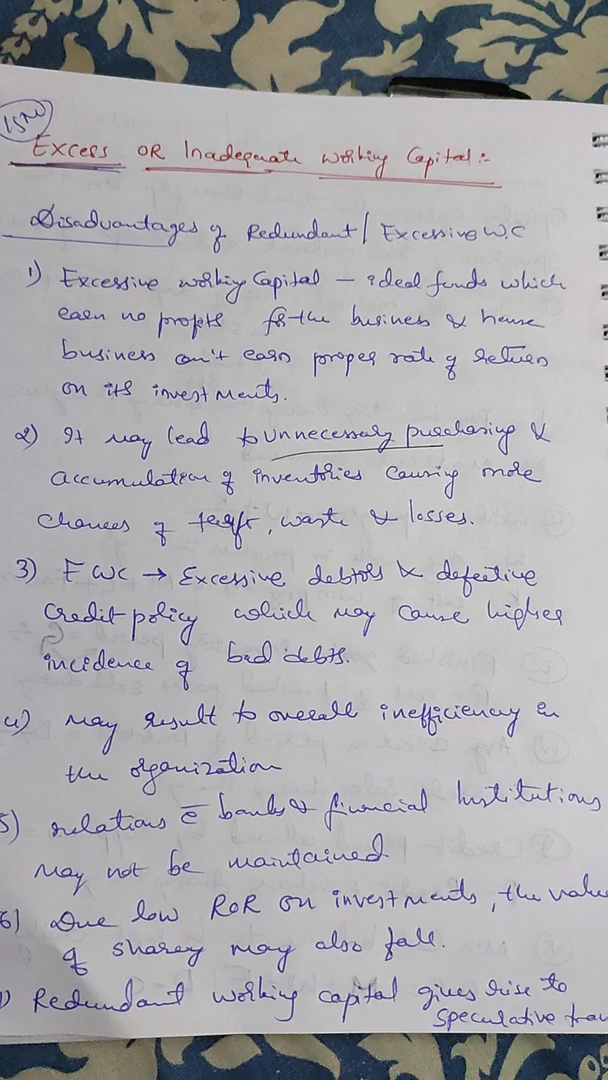 15M
Excess OR Inadequate working Capital :-
Disadvantages of Redundant / Excessive W.C
1) Excessive working Capital – ideal funds which
earn no profits for the business & hense
business can't earn proper rate of return
on its investments.
2) It may lead to unnecessary purchasing &
accumulation of inventories causing more
chances of teaft, waste & losses.
3) E WC → Excessive debtors & defective
Credit policy which may cause higher
incidence of bad debts.
4) may result to overall inefficiency in
the organization
5) relations c̅ banks & financial Institutions
may not be maintained
6) Due low ROR on investments, the value
of shares may also fall.
) Redundant working capital gives rise to
speculative